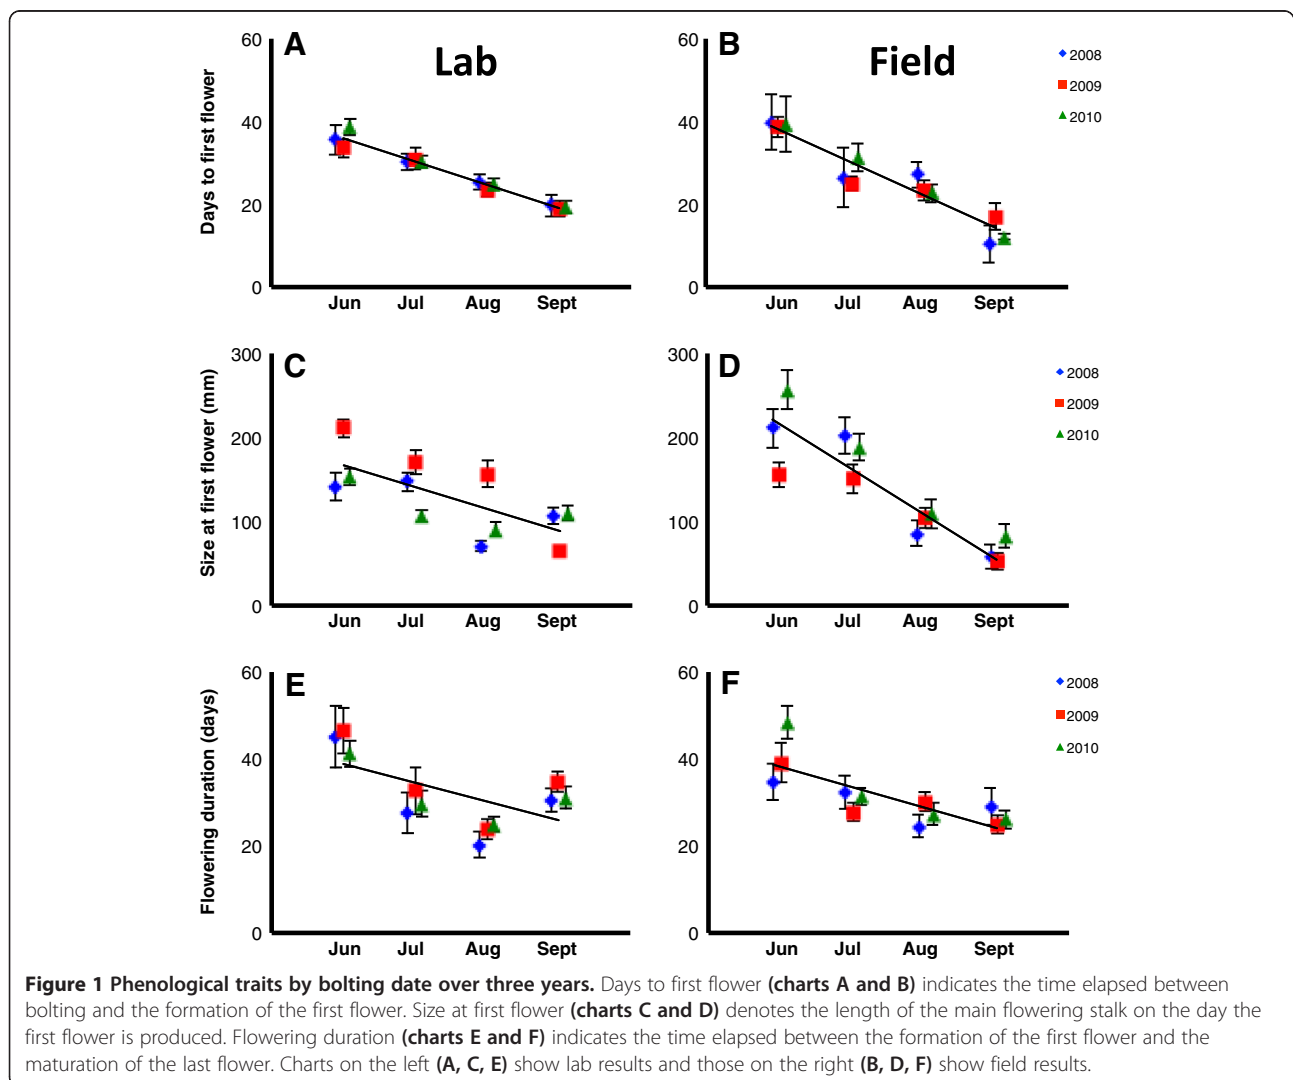 A
Lab
Days to first flower
60
40
20
0
Jun Jul Aug Sept
B
Field
60
40
20
0
Jun Jul Aug Sept
2008
2009
2010
C
Size at first flower (mm)
300
200
100
0
Jun Jul Aug Sept
D
300
200
100
0
Jun Jul Aug Sept
2008
2009
2010
E
Flowering duration (days)
60
40
20
0
Jun Jul Aug Sept
F
60
40
20
0
Jun Jul Aug Sept
2008
2009
2010
Figure 1 Phenological traits by bolting date over three years. Days to first flower (charts A and B) indicates the time elapsed between
bolting and the formation of the first flower. Size at first flower (charts C and D) denotes the length of the main flowering stalk on the day the
first flower is produced. Flowering duration (charts E and F) indicates the time elapsed between the formation of the first flower and the
maturation of the last flower. Charts on the left (A, C, E) show lab results and those on the right (B, D, F) show field results.